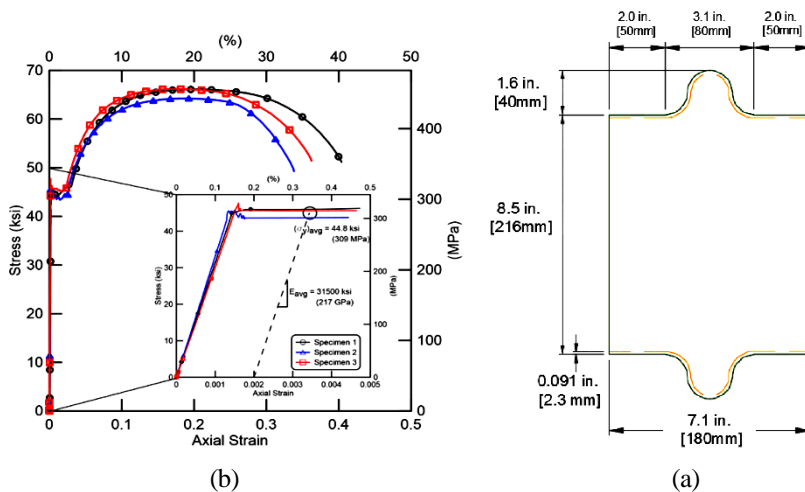 (%)
0 10 20 30 40 50
70
60
50
40
30
20
10
0
Stress (ksi)
0 0.1 0.2 0.3 0.4 0.5
Axial Strain
400
300
200
100
0
(MPa)
(%)
0 0.1 0.2 0.3 0.4 0.5
50
40
30
20
10
0
Stress (ksi)
0 0.001 0.002 0.003 0.004 0.005
Axial Strain
300
200
100
0
(MPa)
(σy)avg = 44.8 ksi
(309 MPa)
Eavg = 31500 ksi
(217 GPa)
Specimen 1
Specimen 2
Specimen 3
(b)
2.0 in. 3.1 in. 2.0 in.
[50mm] [80mm] [50mm]
1.6 in.
[40mm]
8.5 in.
[216mm]
0.091 in.
[2.3 mm]
7.1 in.
[180mm]
(a)